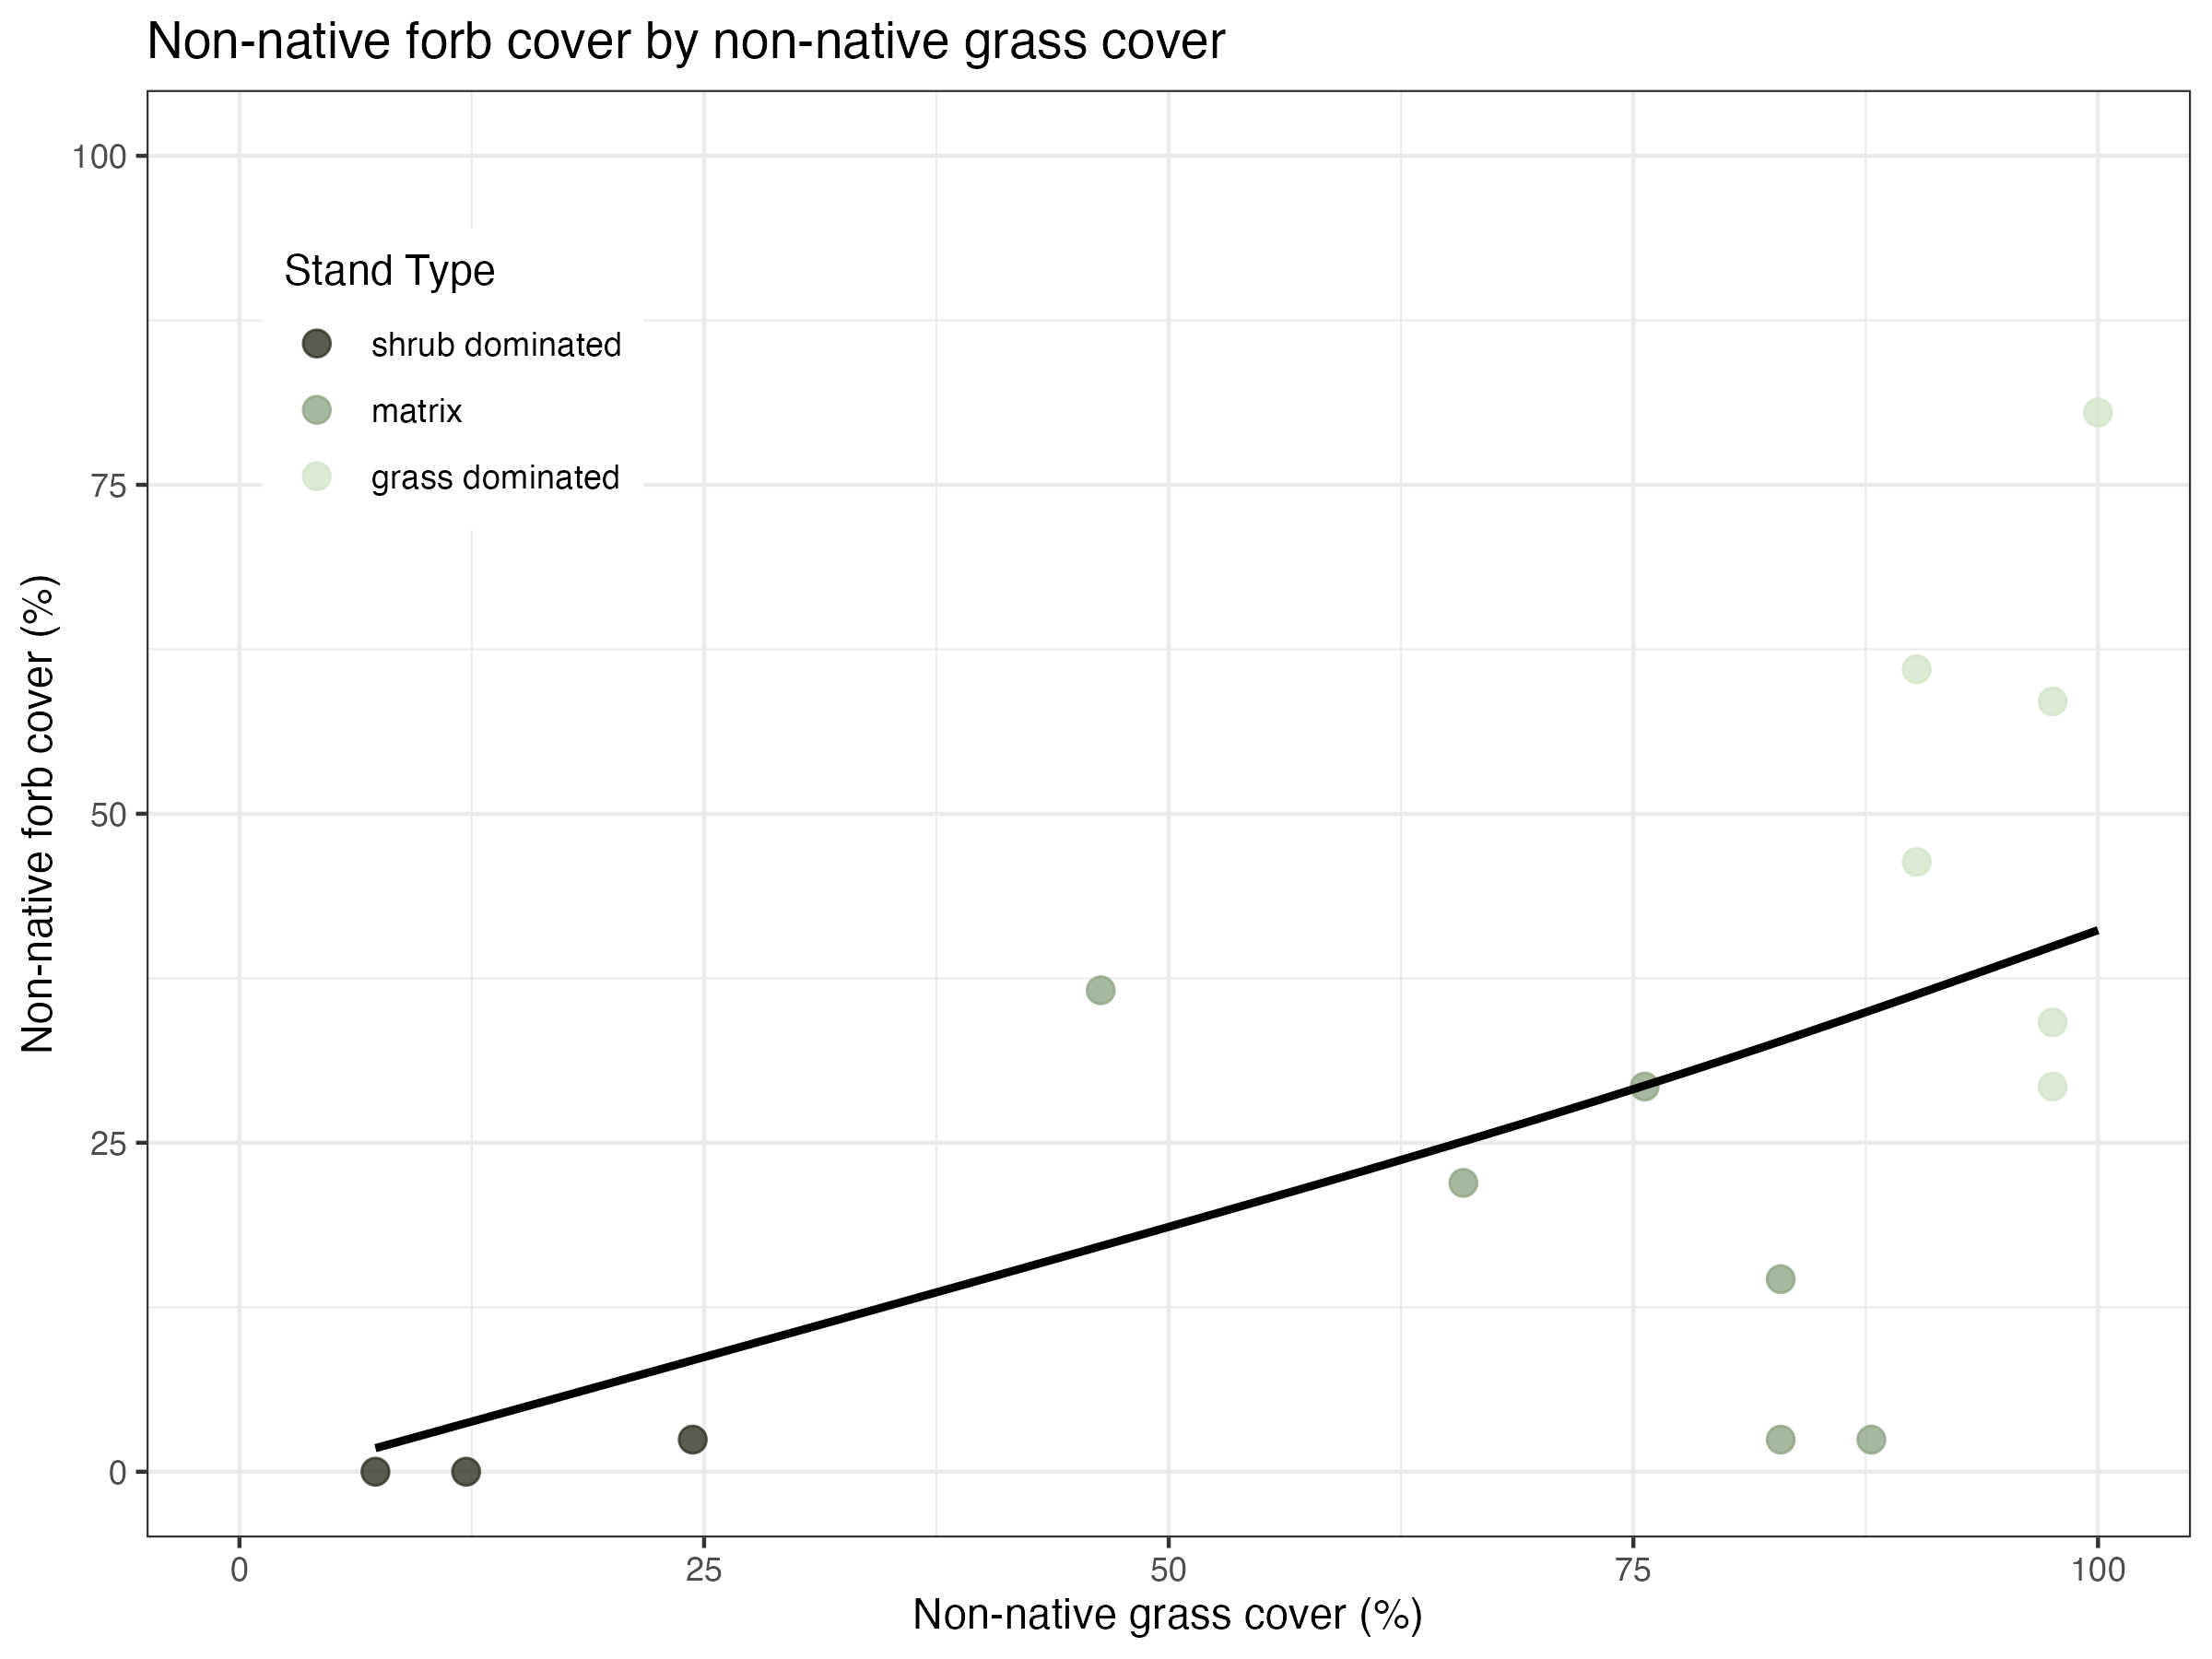 Non-native forb cover by non-native grass cover
100
75
50
25
0
Non-native forb cover (%)
Stand Type
shrub dominated
matrix
grass dominated
0 25 50 75 100
Non-native grass cover (%)